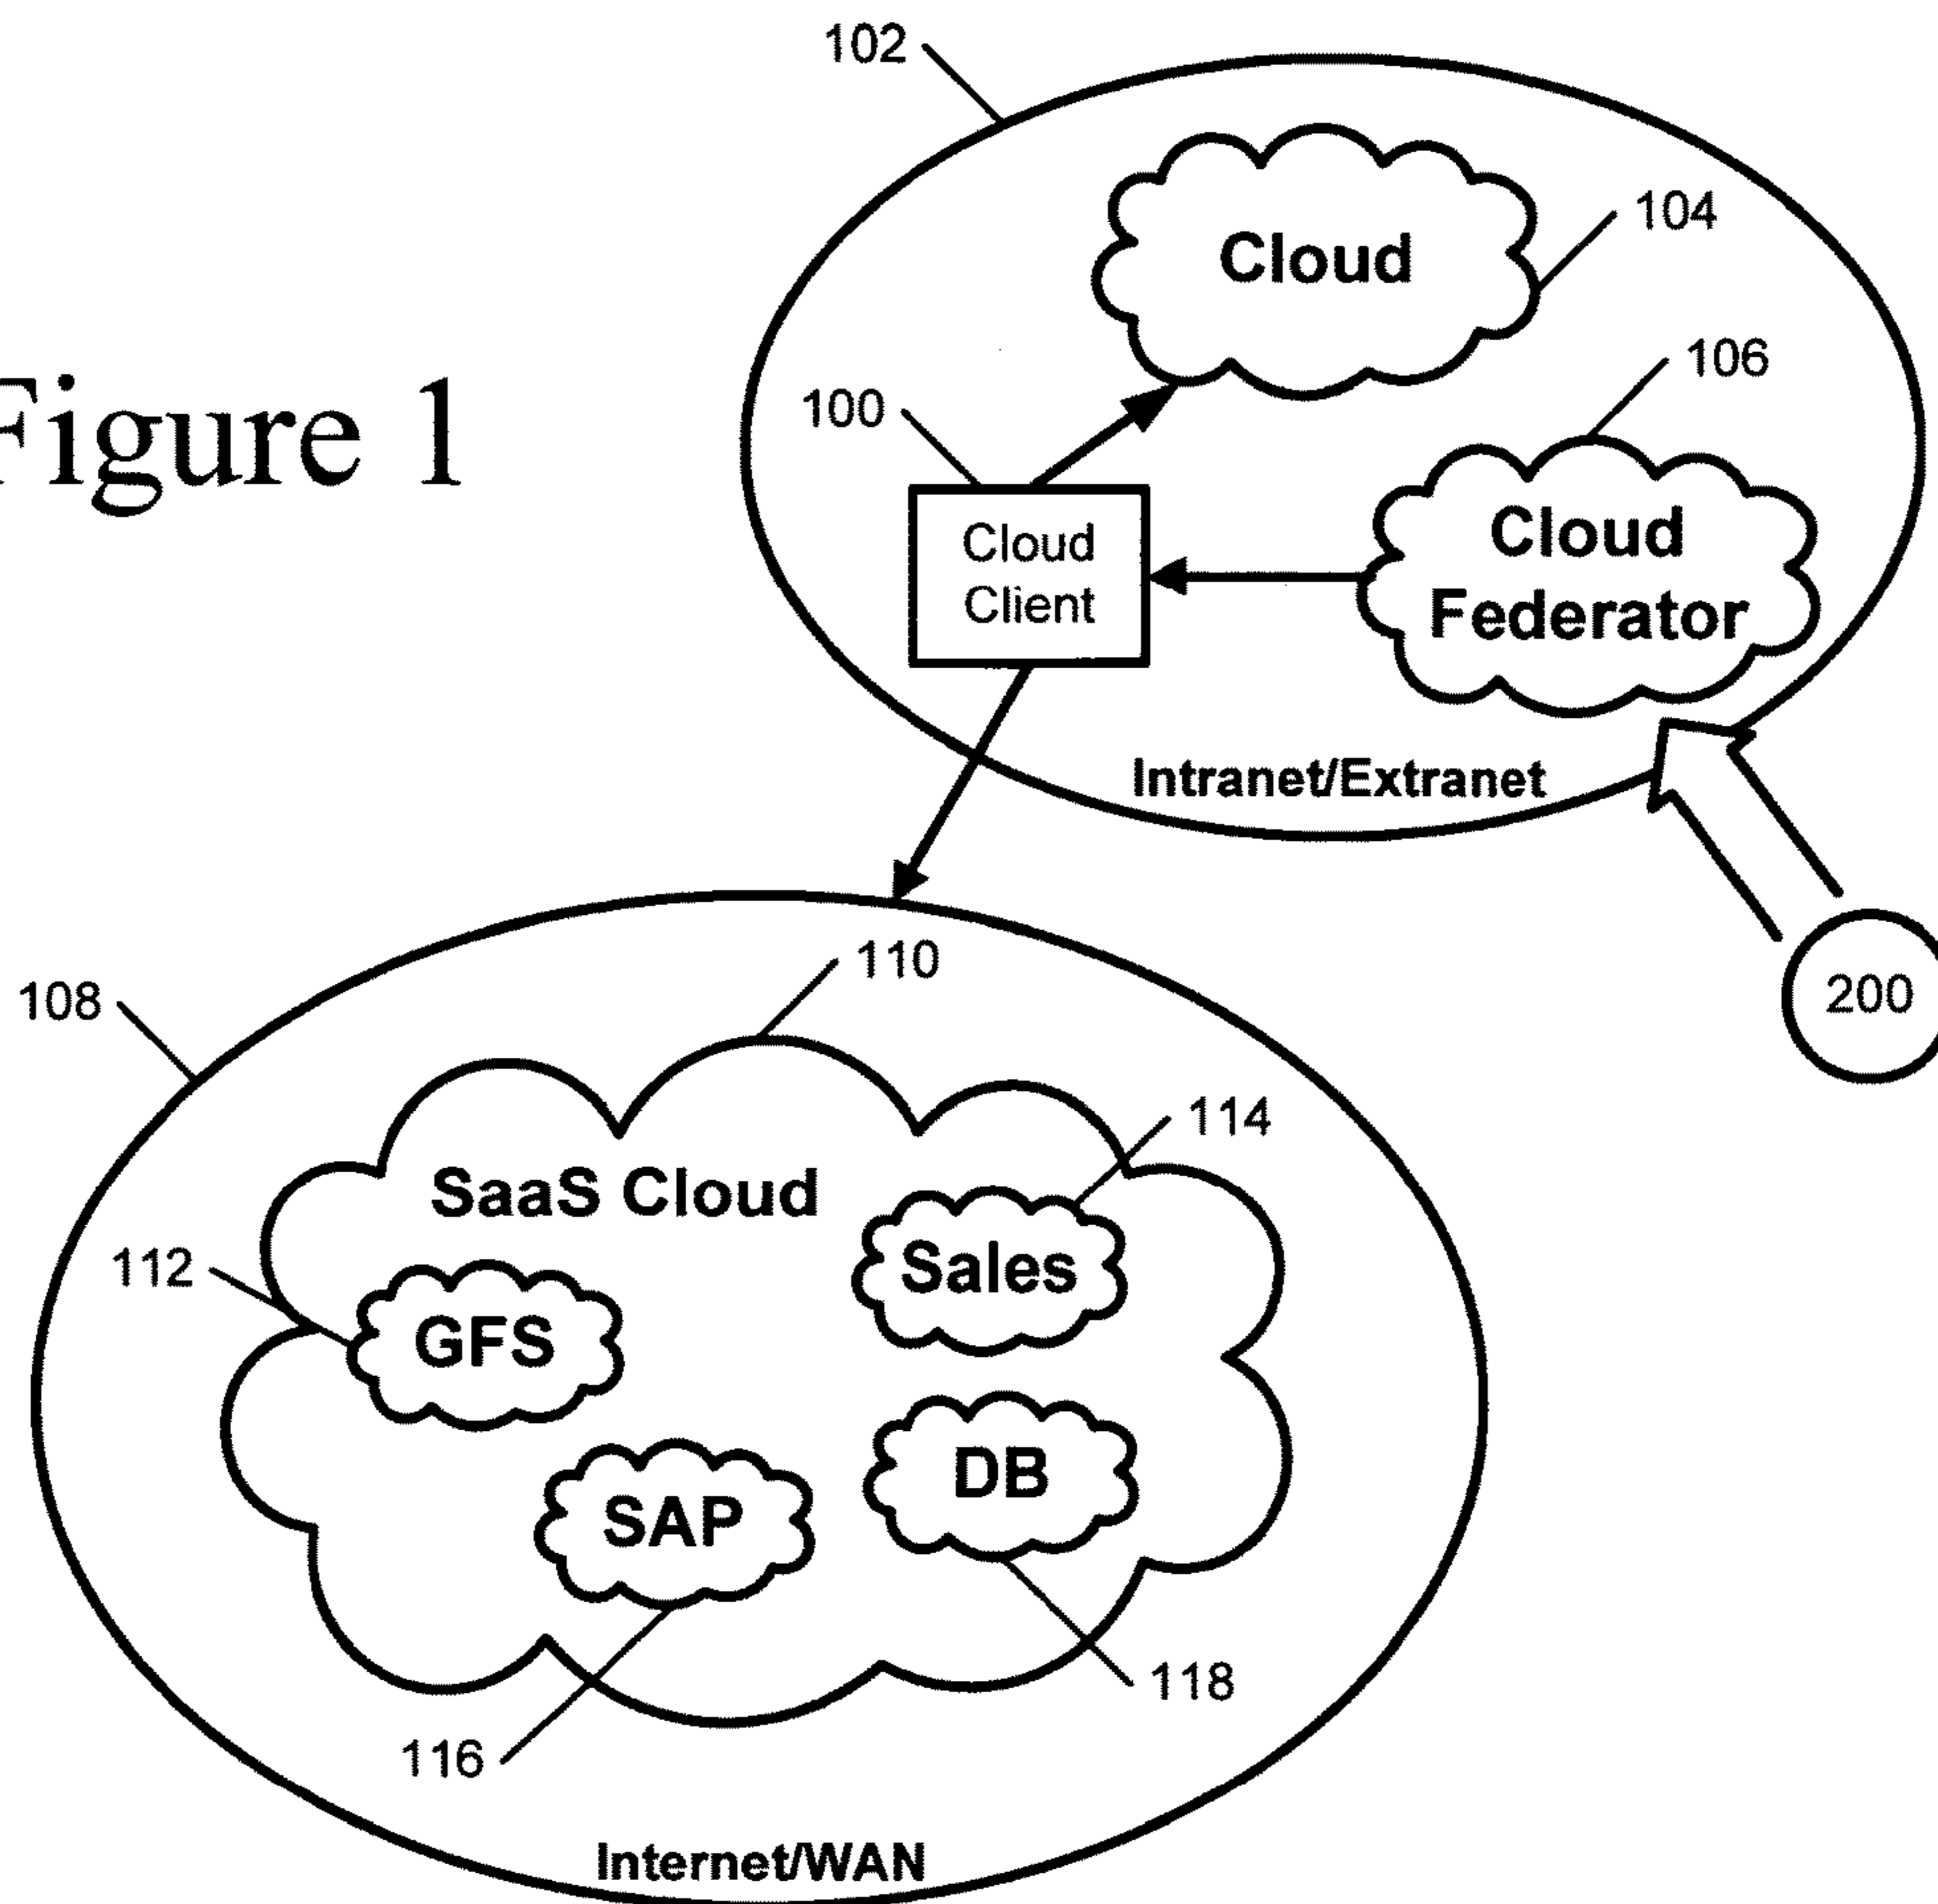 102
Cloud
104
106
100
Figure 1
Cloud
Client
Cloud
Federator
Intranet/Extranet
110
108
200
114
SaaS Cloud
112
Sales
GFS
DB
SAP
118
116
Internet/WAN